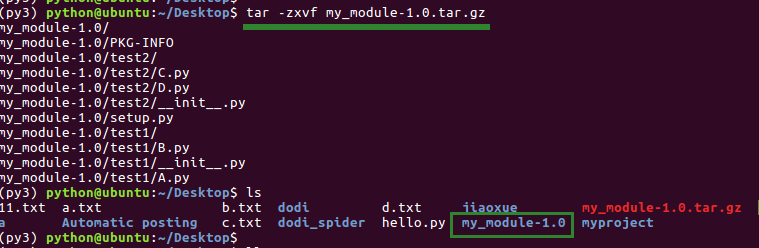 (py3) python@ubuntu:~/Desktop$ tar -zxvf my_module-1.0.tar.gz
my_module-1.0/
my_module-1.0/PKG-INFO
my_module-1.0/test2/
my_module-1.0/test2/C.py
my_module-1.0/test2/D.py
my_module-1.0/test2/__init__.py
my_module-1.0/setup.py
my_module-1.0/test1/
my_module-1.0/test1/B.py
my_module-1.0/test1/__init__.py
my_module-1.0/test1/A.py
(py3) python@ubuntu:~/Desktop$ ls
11.txt a.txt b.txt dodi d.txt jiaoxue my_module-1.0.tar.gz
a Automatic posting c.txt dodi_spider hello.py my_module-1.0 myproject
(py3) python@ubuntu:~/Desktop$